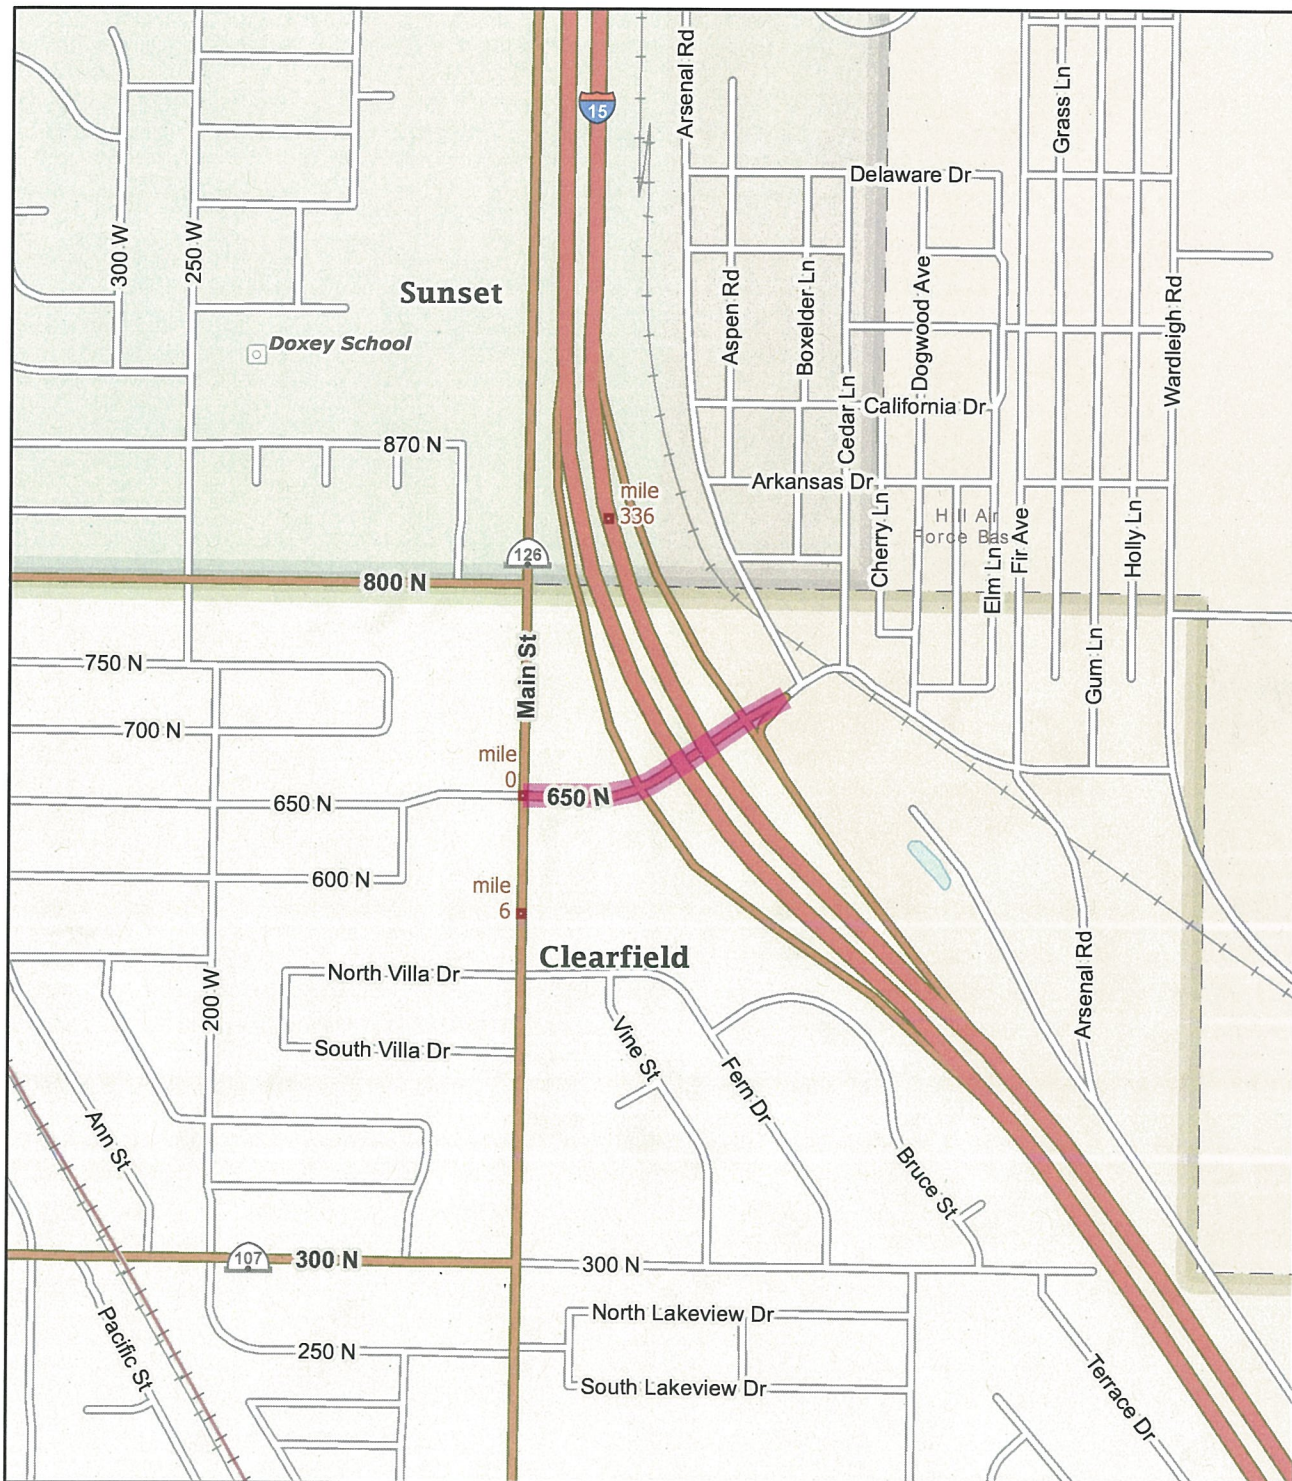 Arsenal Rd
Grass Ln
15
Delaware Dr
300 W
250 W
Sunset
Aspen Rd
Boxelder Ln
Dogwood Ave
Wardleigh Rd
Doxey School
Cedar Ln
California Dr
870 N
Arkansas Dr
mile
336
Cherry Ln
Hill Air
Force Bas
Elm Ln
Fir Ave
Holly Ln
126
800 N
Main St
750 N
Gum Ln
700 N
mile
0
650 N
650 N
600 N
mile
6
Clearfield
North Villa Dr
200 W
Arsenal Rd
South Villa Dr
Vine St
Fern Dr
Ann St
Bruce St
107
300 N
300 N
North Lakeview Dr
Pacific St
250 N
South Lakeview Dr
Terrace Dr